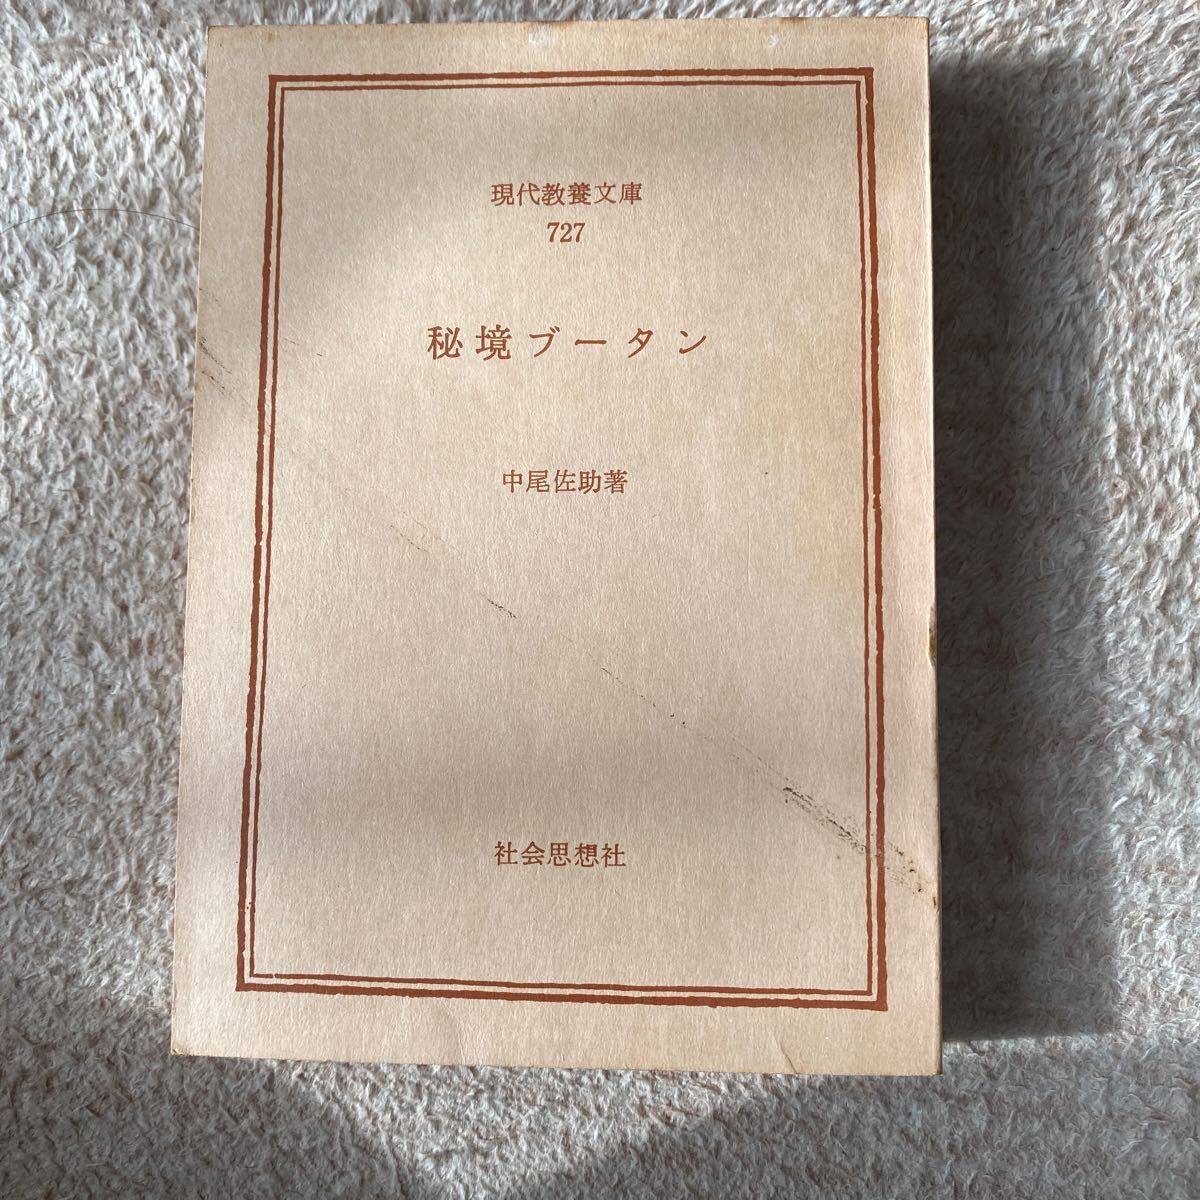 現代教養文庫
727
秘境ブータン
中尾佐助著
社会思想社